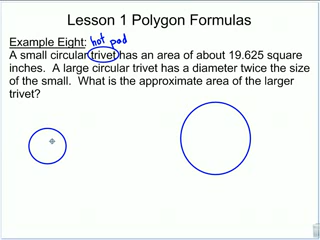 Lesson 1 Polygon Formulas
Example Eight: hot pad
A small circular trivet has an area of about 19.625 square
inches. A large circular trivet has a diameter twice the size
of the small. What is the approximate area of the larger
trivet?